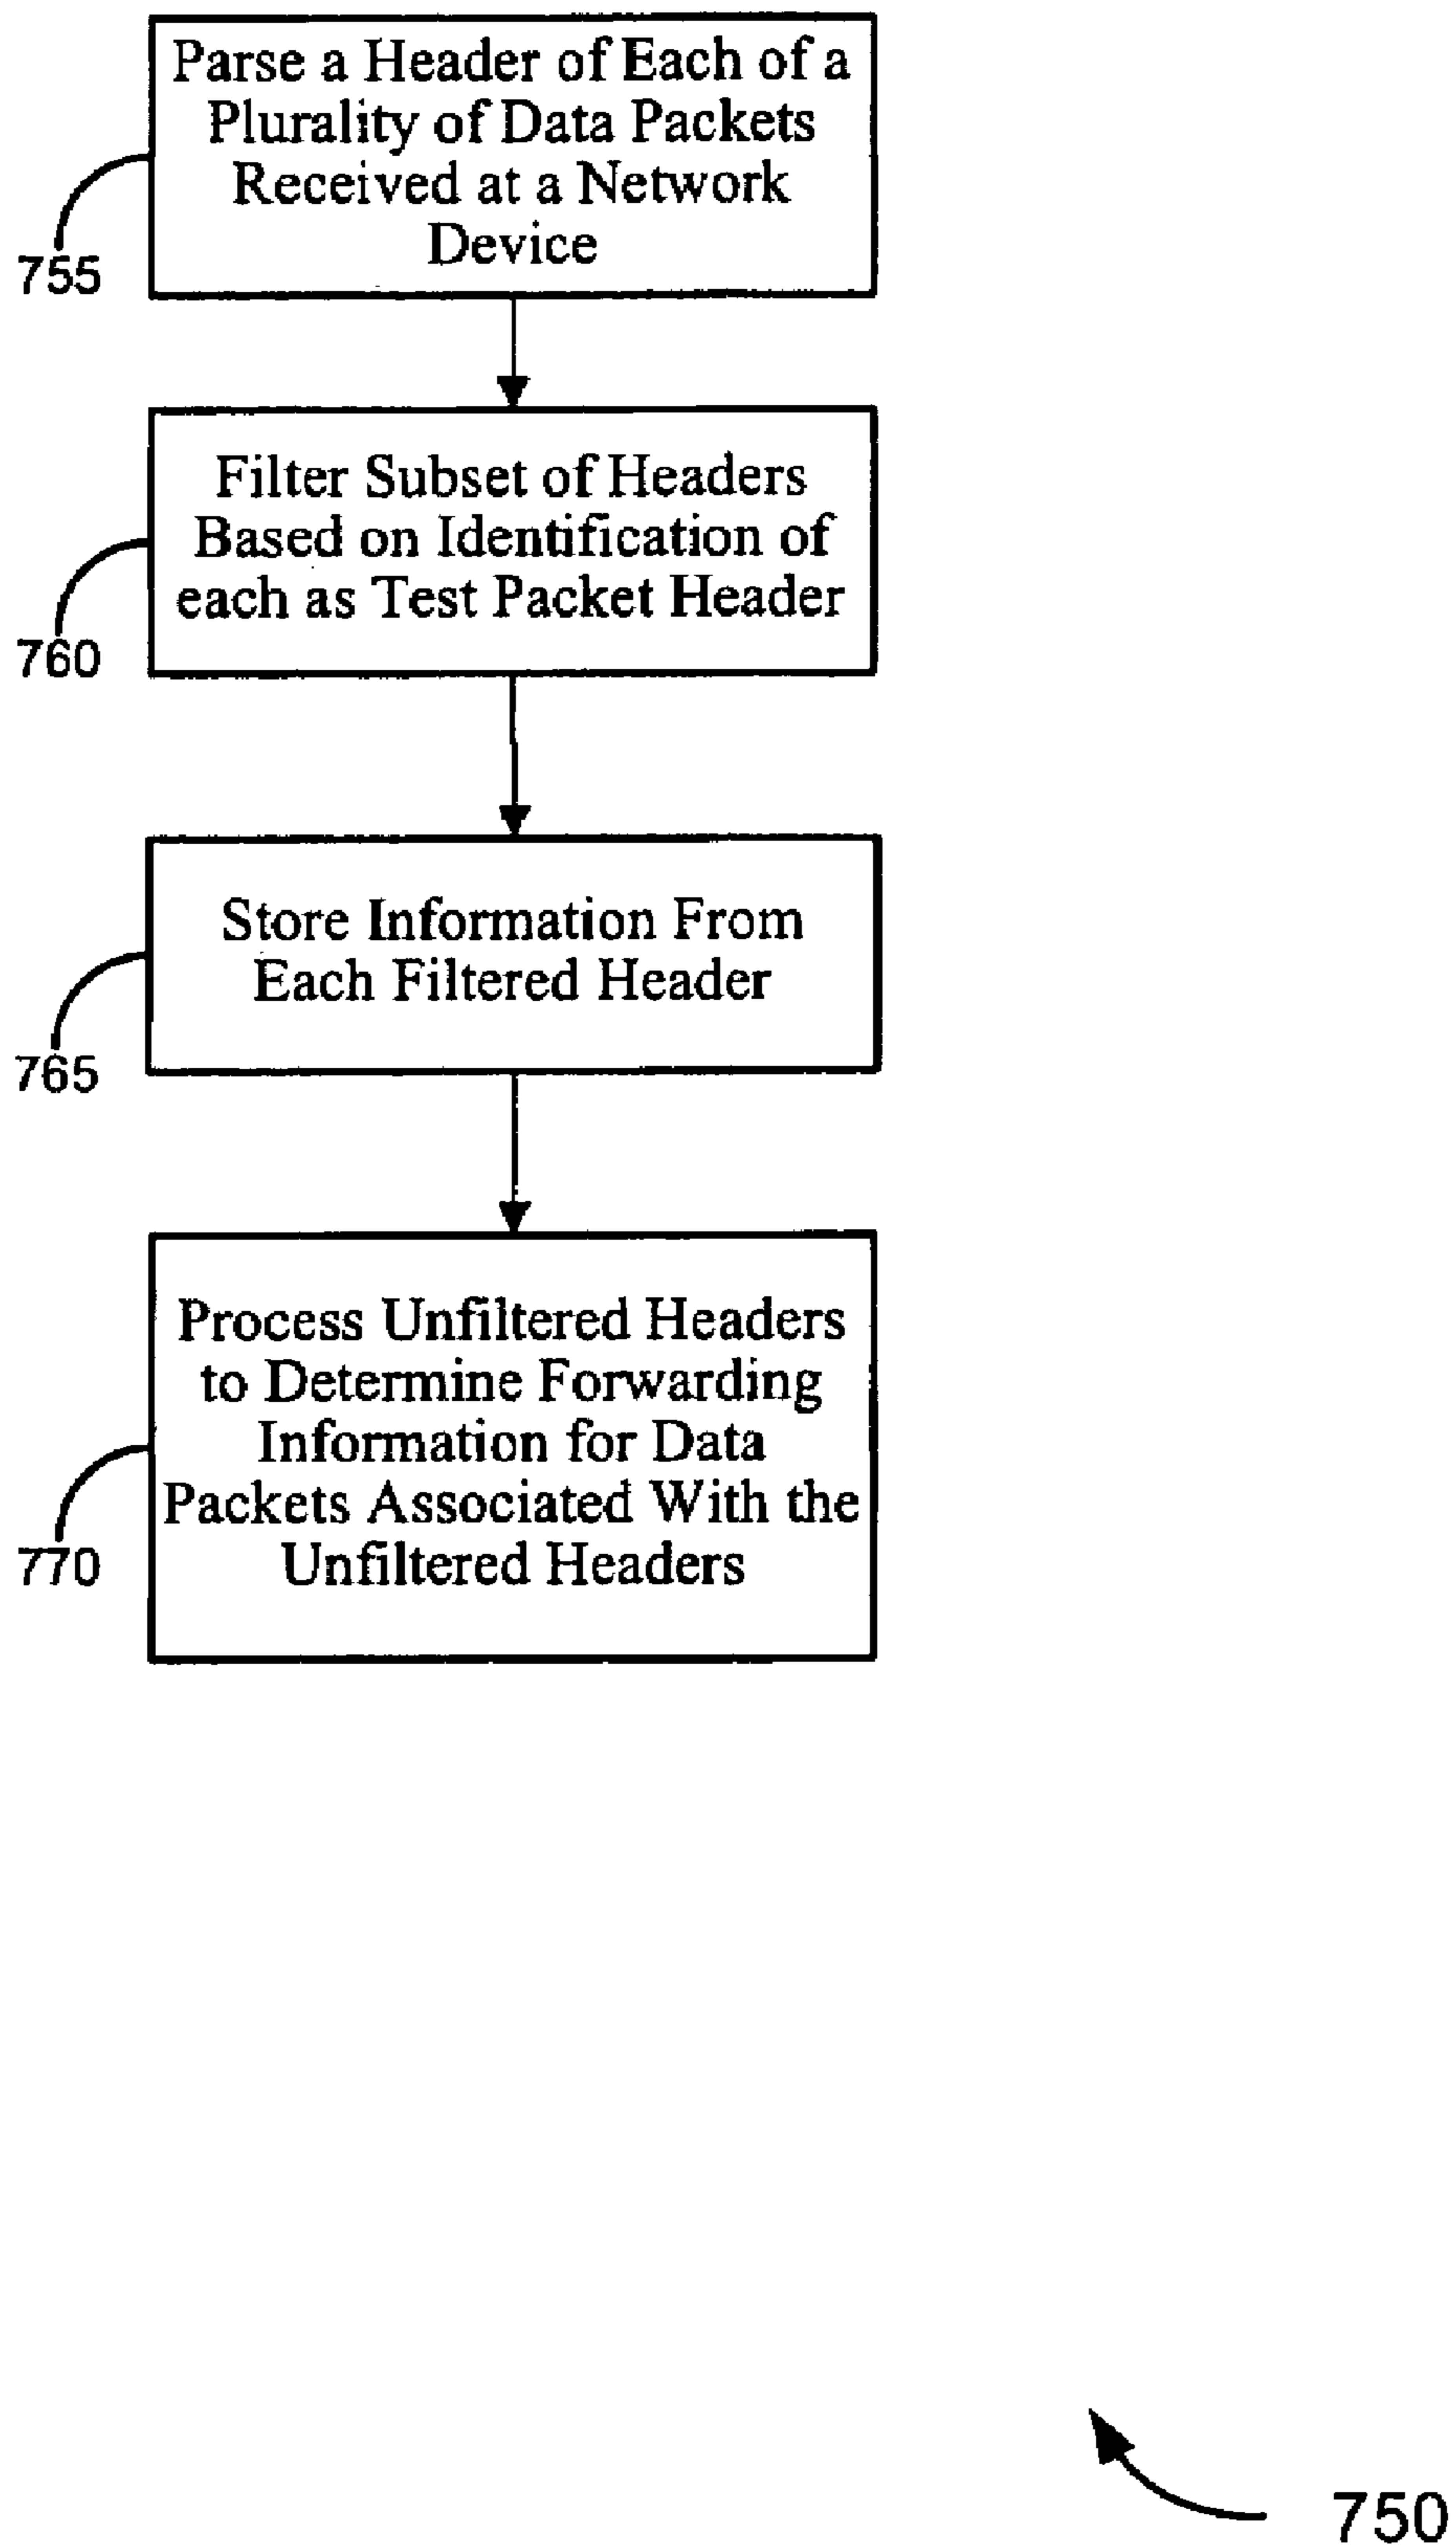 Parse a Header of Each of a
Plurality of Data Packets
Received at a Network
Device
755
Filter Subset of Headers
Based on Identification of
each as Test Packet Header
760
Store Information From
Each Filtered Header
765
Process Unfiltered Headers
to Determine Forwarding
Information for Data
Packets Associated With the
Unfiltered Headers
770
750